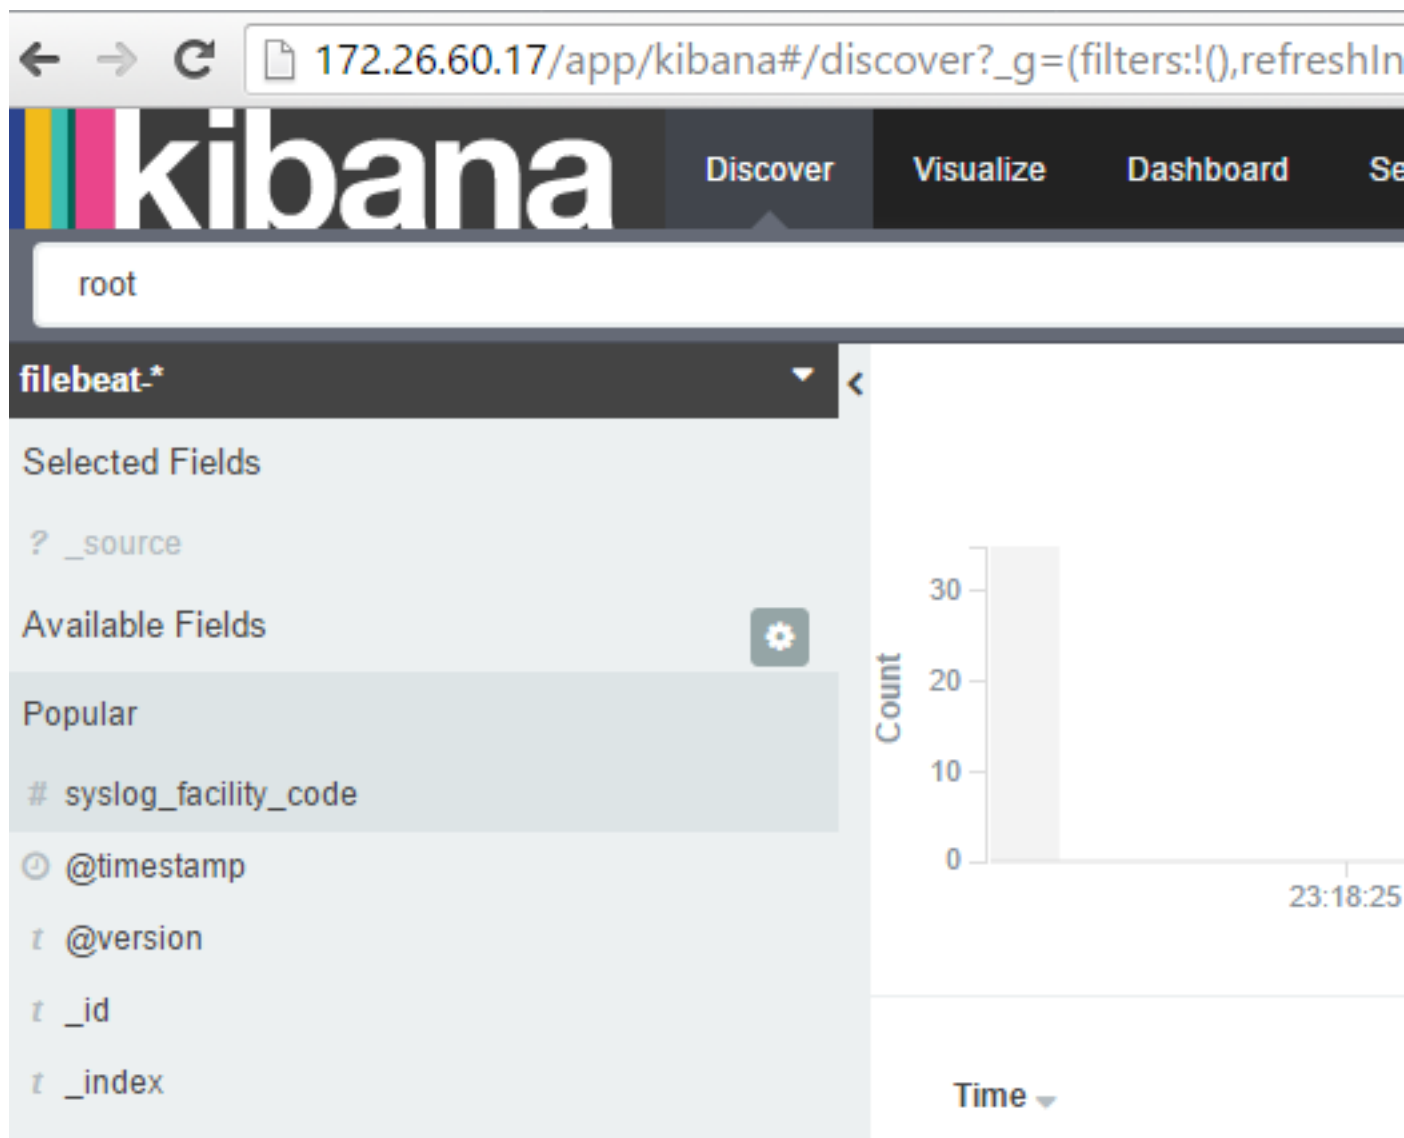 172.26.60.17/app/kibana#/discover?_g=(filters:!(),refreshIn
kibana Discover Visualize Dashboard Se
root
filebeat-*
Selected Fields
? _source
Available Fields
Popular
# syslog_facility_code
@timestamp
t @version
t _id
t _index
Count
30
20
10
0
23:18:25
Time